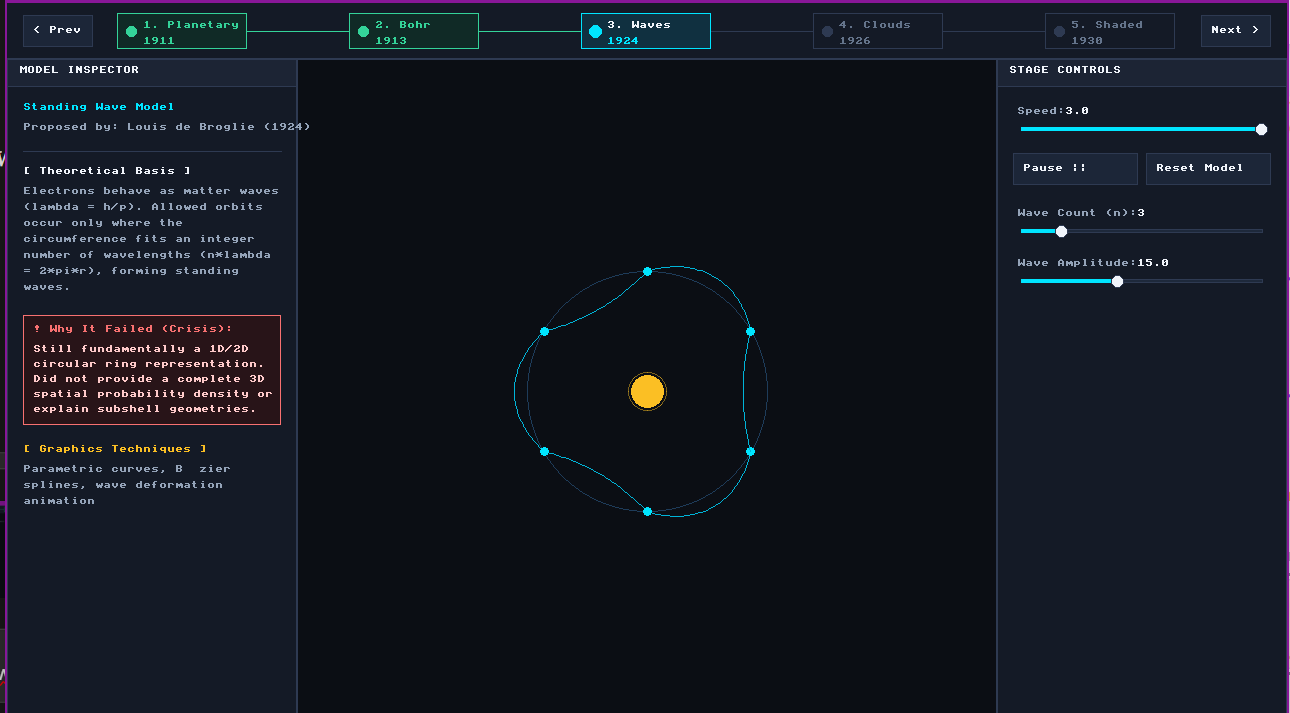 < Prev
1. Planetary
1911
2. Bohr
1913
3. Waves
1924
4. Clouds
1926
5. Shaded
1930
Next >
MODEL INSPECTOR
Standing Wave Model
Proposed by: Louis de Broglie (1924)
[ Theoretical Basis ]
Electrons behave as matter waves
(lambda = h/p). Allowed orbits
occur only where the
circumference fits an integer
number of wavelengths (n*lambda
= 2*pi*r), forming standing
waves.
! Why It Failed (Crisis):
Still fundamentally a 1D/2D
circular ring representation.
Did not provide a complete 3D
spatial probability density or
explain subshell geometries.
[ Graphics Techniques ]
Parametric curves, B  zier
splines, wave deformation
animation
STAGE CONTROLS
Speed:3.0
Pause ||
Reset Model
Wave Count (n):3
Wave Amplitude:15.0